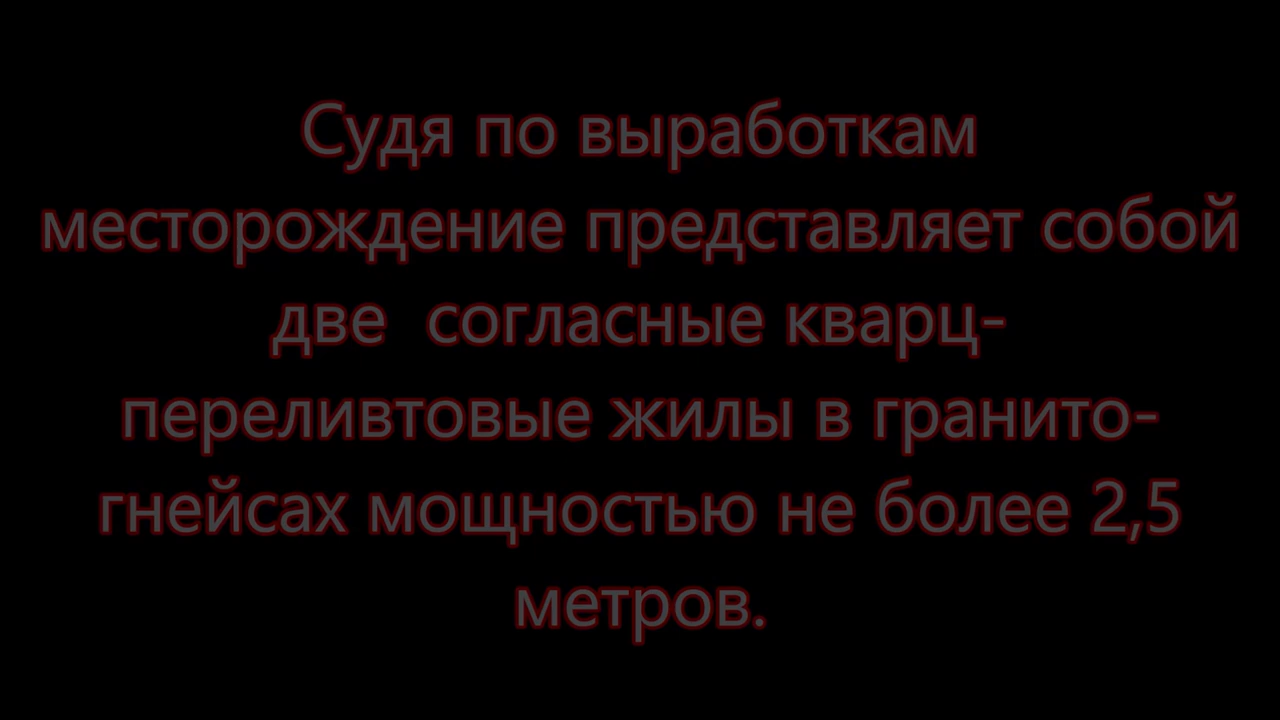 Судя по выработкам
месторождение представляет собой
две  согласные кварц-
переливтовые жилы в гранито-
гнейсах мощностью не более 2,5
метров.